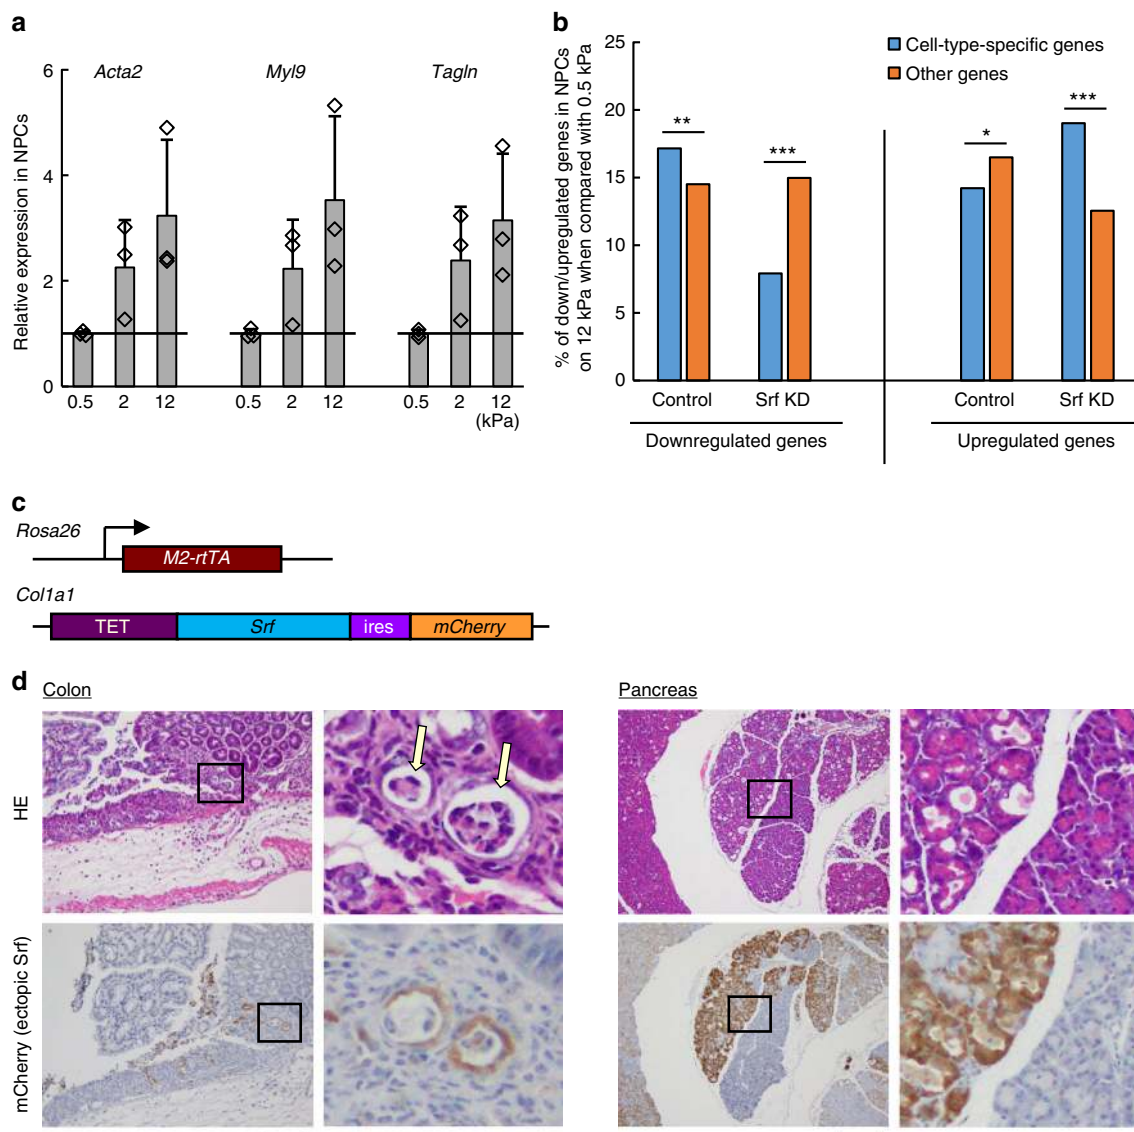 a
Relative expression in NPCs
6
4
2
0
Acta2
Myl9
Tagln
0.5 2 12
0.5 2 12
0.5 2 12
(kPa)
b
% of down/upregulated genes in NPCs
on 12 kPa when compared with 0.5 kPa
25
20
15
10
5
0
Cell-type-specific genes
Other genes
**
***
*
***
Control
Srf KD
Control
Srf KD
Downregulated genes
Upregulated genes
c
Rosa26
M2-rtTA
Col1a1
TET
Srf
ires
mCherry
d
Colon
Pancreas
HE
mCherry (ectopic Srf)